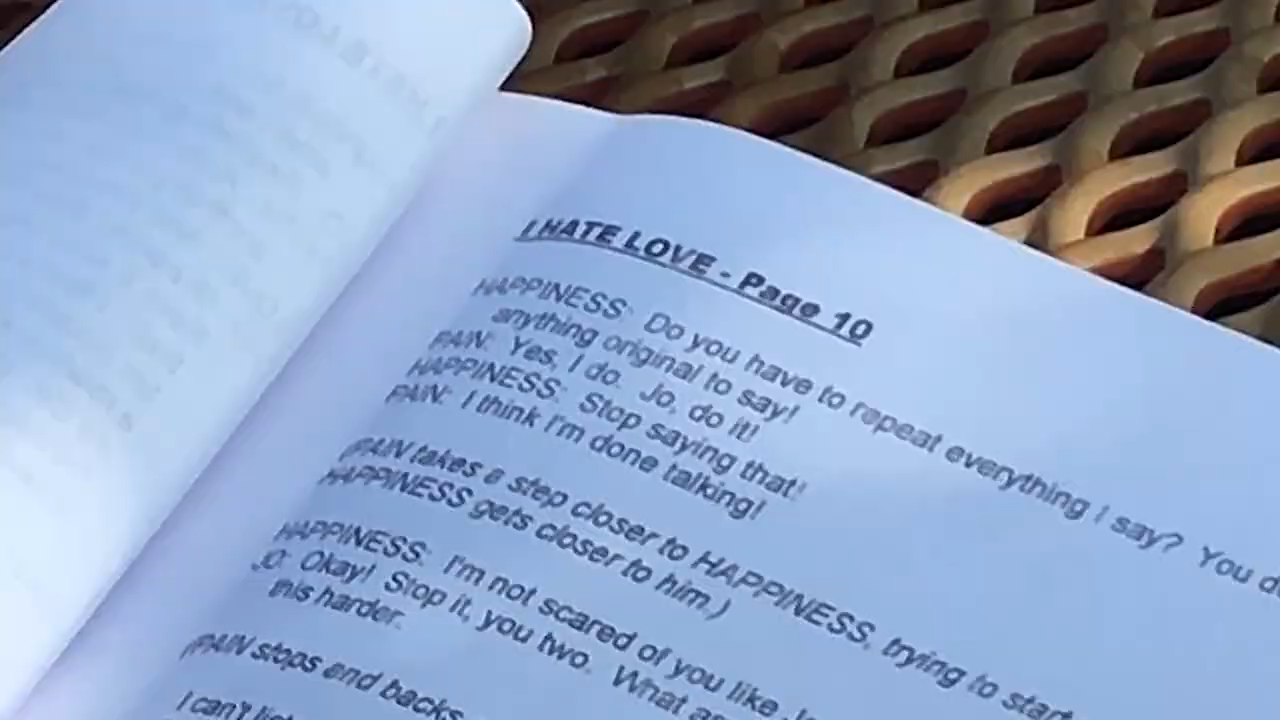 I HATE LOVE - Page 10
HAPPINESS: Do you have to repeat everything I say? You d
anything original to say!
PAIN: Yes, I do. Jo, do it!
HAPPINESS: Stop saying that!
PAIN: I think I'm done talking!
(PAIN takes a step closer to HAPPINESS, trying to start
HAPPINESS gets closer to him.)
HAPPINESS: I'm not scared of you like
JO: Okay! Stop it, you two. What
this harder.
(PAIN stops and backs
I can't